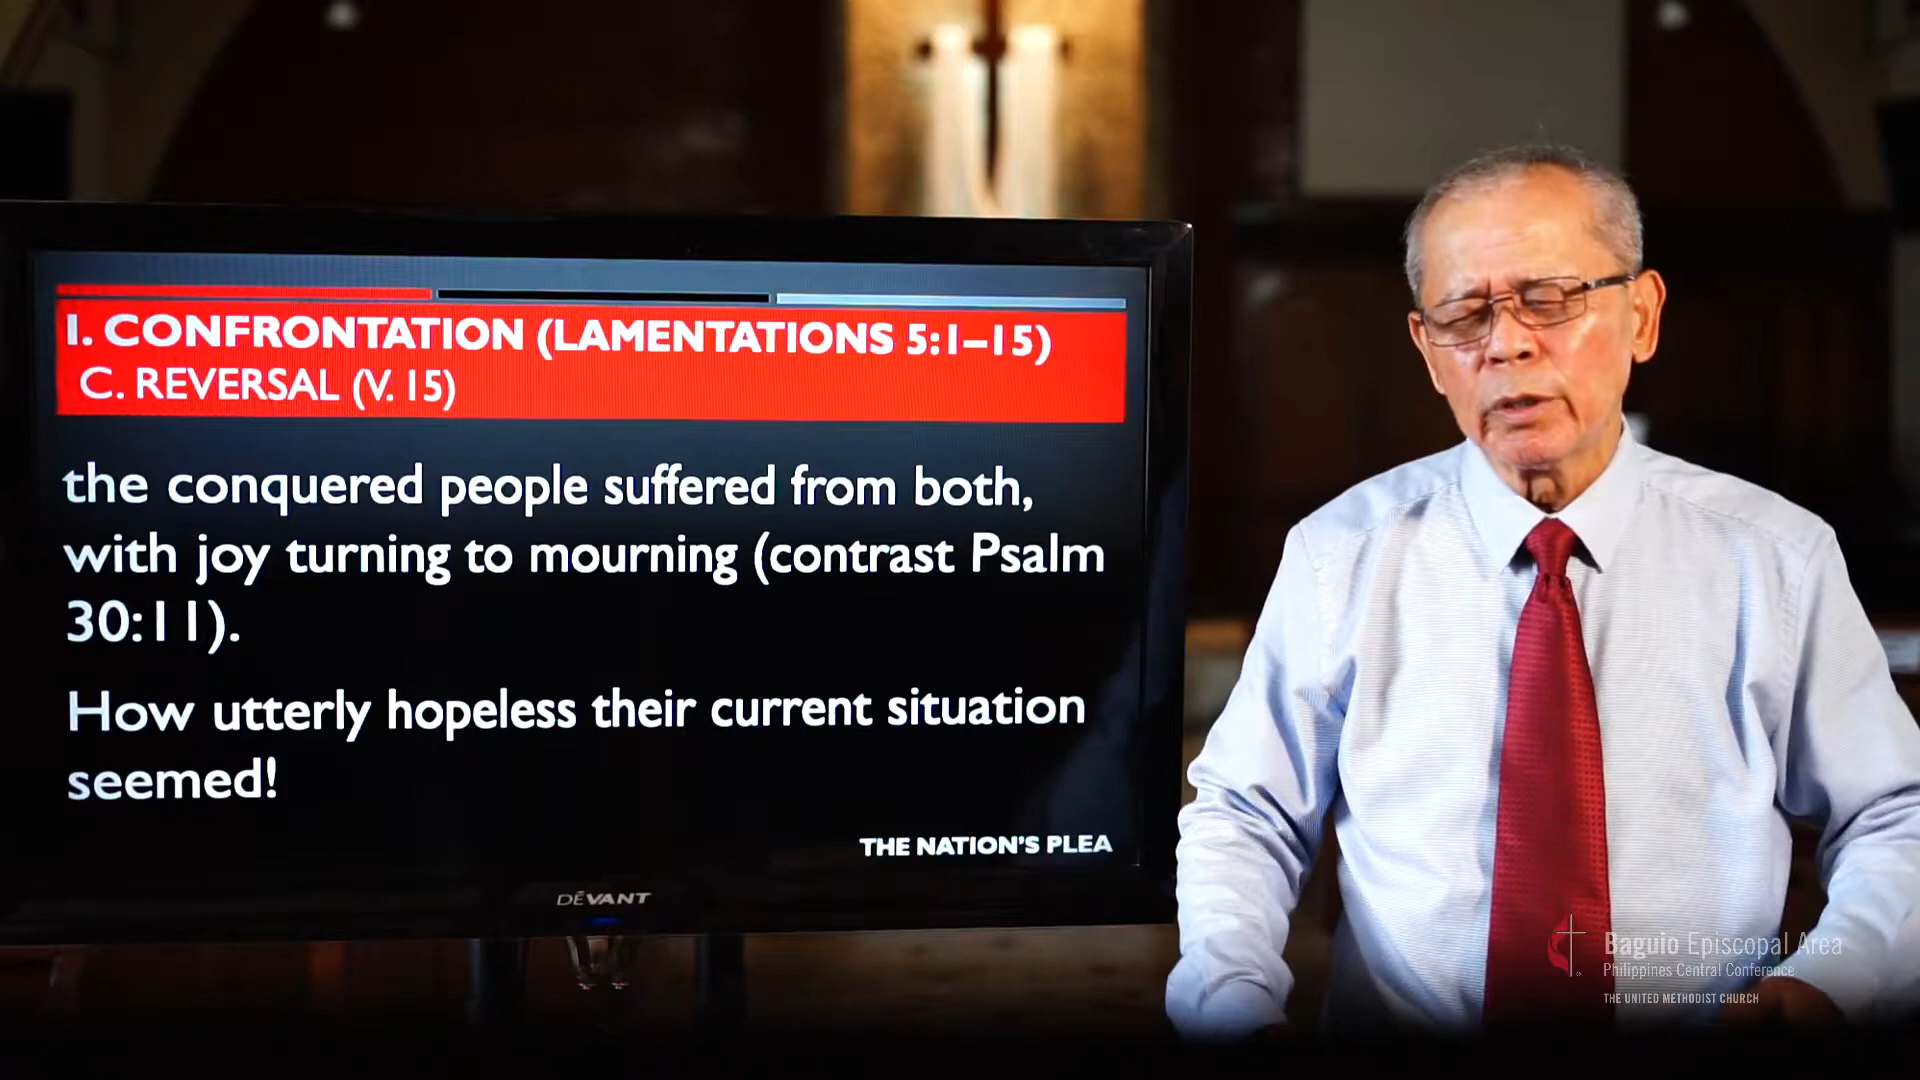 I. CONFRONTATION (LAMENTATIONS 5:1–15)
C. REVERSAL (V. 15)
the conquered people suffered from both,
with joy turning to mourning (contrast Psalm
30:11).
How utterly hopeless their current situation
seemed!
THE NATION'S PLEA
DĒVANT
Baguio Episcopal Area
Philippines Central Conference
THE UNITED METHODIST CHURCH